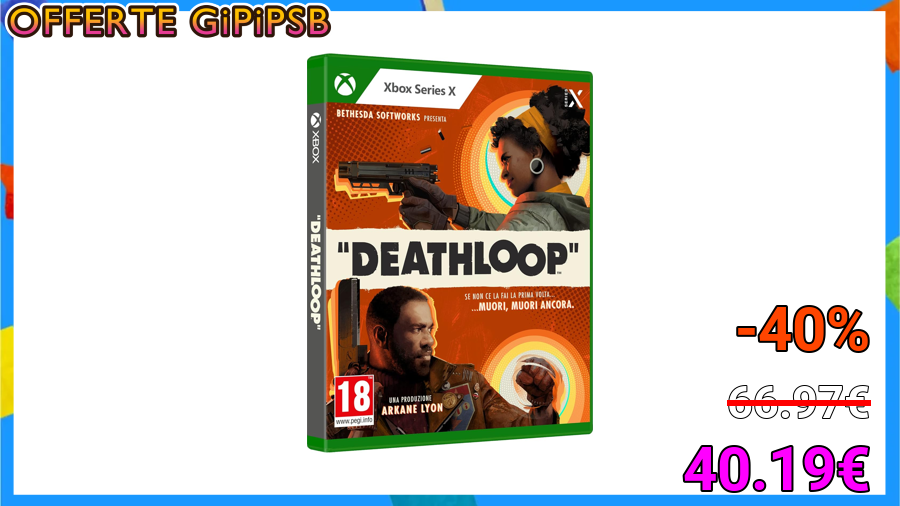 OFFERTE GiPiPSB
Xbox Series X
SERIES X
BETHESDA SOFTWORKS PRESENTA
XBOX
"DEATHLOOP"
"DEATHLOOP"
SE NON CE LA FAI LA PRIMA VOLTA...
...MUORI, MUORI ANCORA.
18
www.pegi.info
UNA PRODUZIONE
ARKANE LYON
-40%
66.97€
40.19€